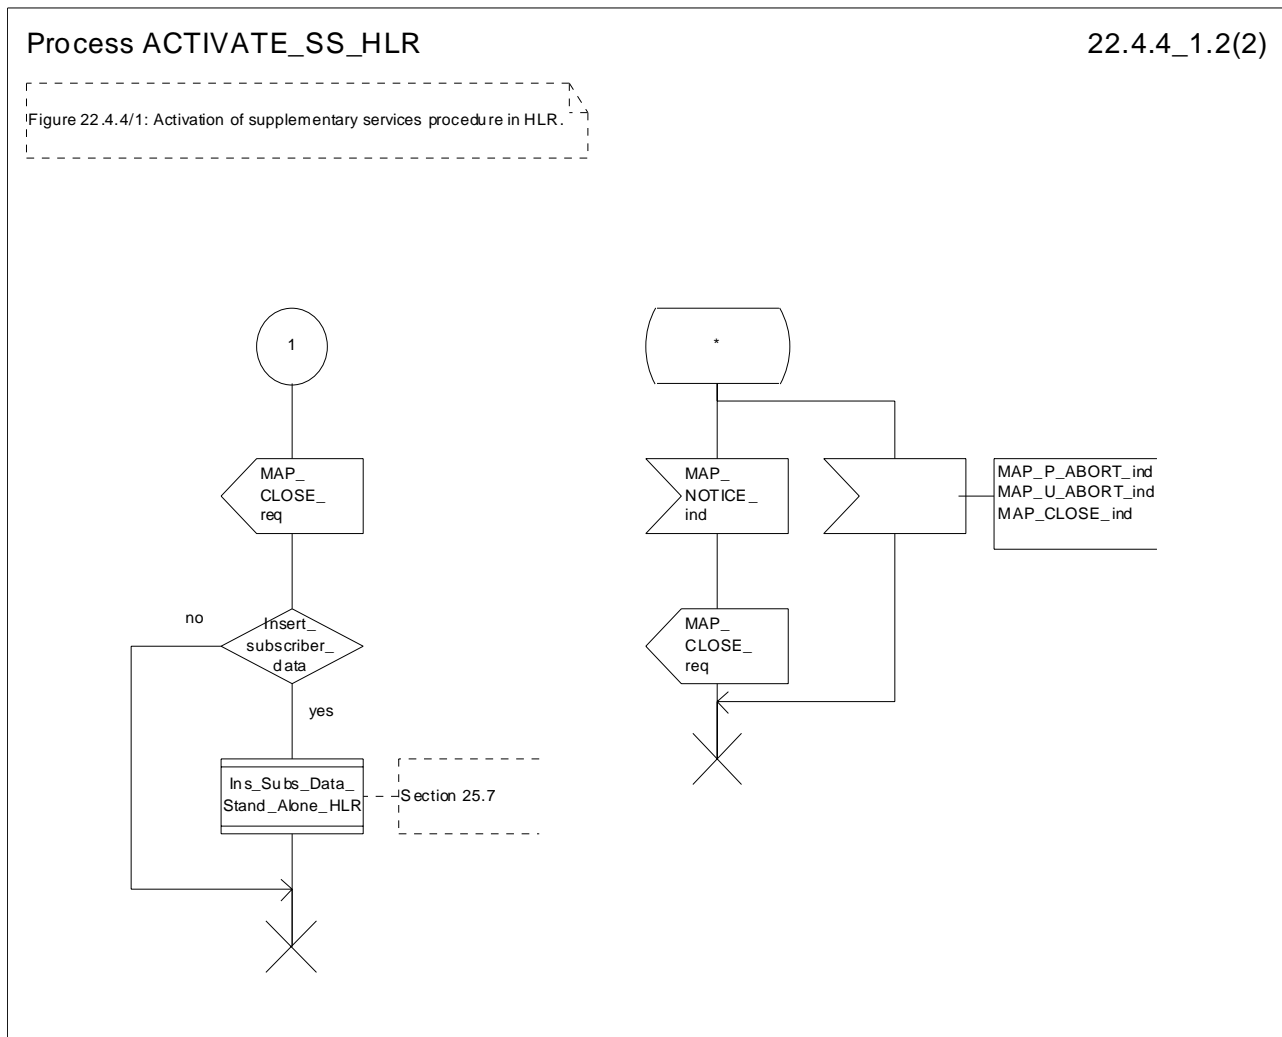 Process ACTIVATE_SS_HLR
22.4.4_1.2(2)
Figure 22.4.4/1: Activation of supplementary services procedure in HLR.
1
MAP_
CLOSE_
req
no
Insert_
subscriber_
data
yes
Ins_Subs_Data_
Stand_Alone_HLR
Section 25.7
*
MAP_
NOTICE_
ind
MAP_P_ABORT_ind
MAP_U_ABORT_ind
MAP_CLOSE_ind
MAP_
CLOSE_
req